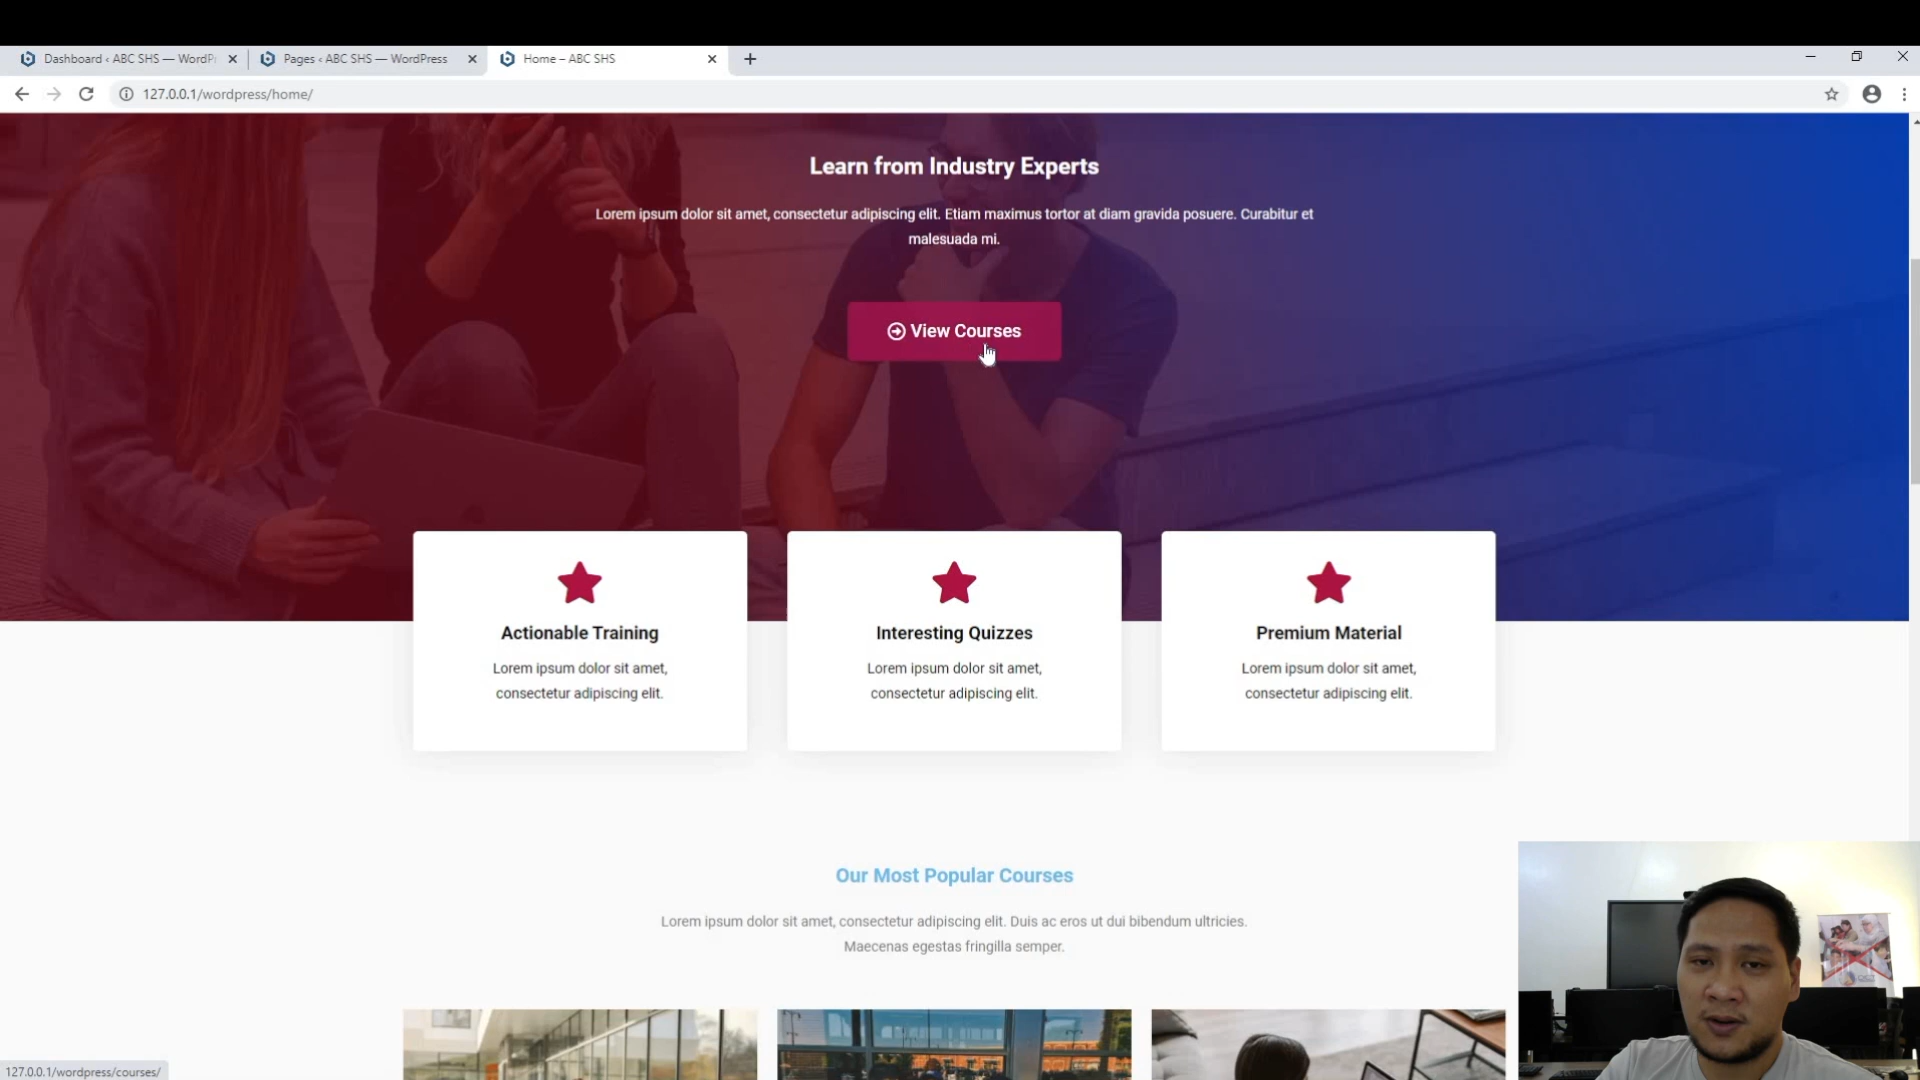 Dashboard ‹ ABC SHS — WordP
Pages ‹ ABC SHS — WordPress
Home – ABC SHS
127.0.0.1/wordpress/home/
Learn from Industry Experts
Lorem ipsum dolor sit amet, consectetur adipiscing elit. Etiam maximus tortor at diam gravida posuere. Curabitur et
malesuada mi.
View Courses
Actionable Training
Lorem ipsum dolor sit amet,
consectetur adipiscing elit.
Interesting Quizzes
Lorem ipsum dolor sit amet,
consectetur adipiscing elit.
Premium Material
Lorem ipsum dolor sit amet,
consectetur adipiscing elit.
Our Most Popular Courses
Lorem ipsum dolor sit amet, consectetur adipiscing elit. Duis ac eros ut dui bibendum ultricies.
Maecenas egestas fringilla semper.
127.0.0.1/wordpress/courses/